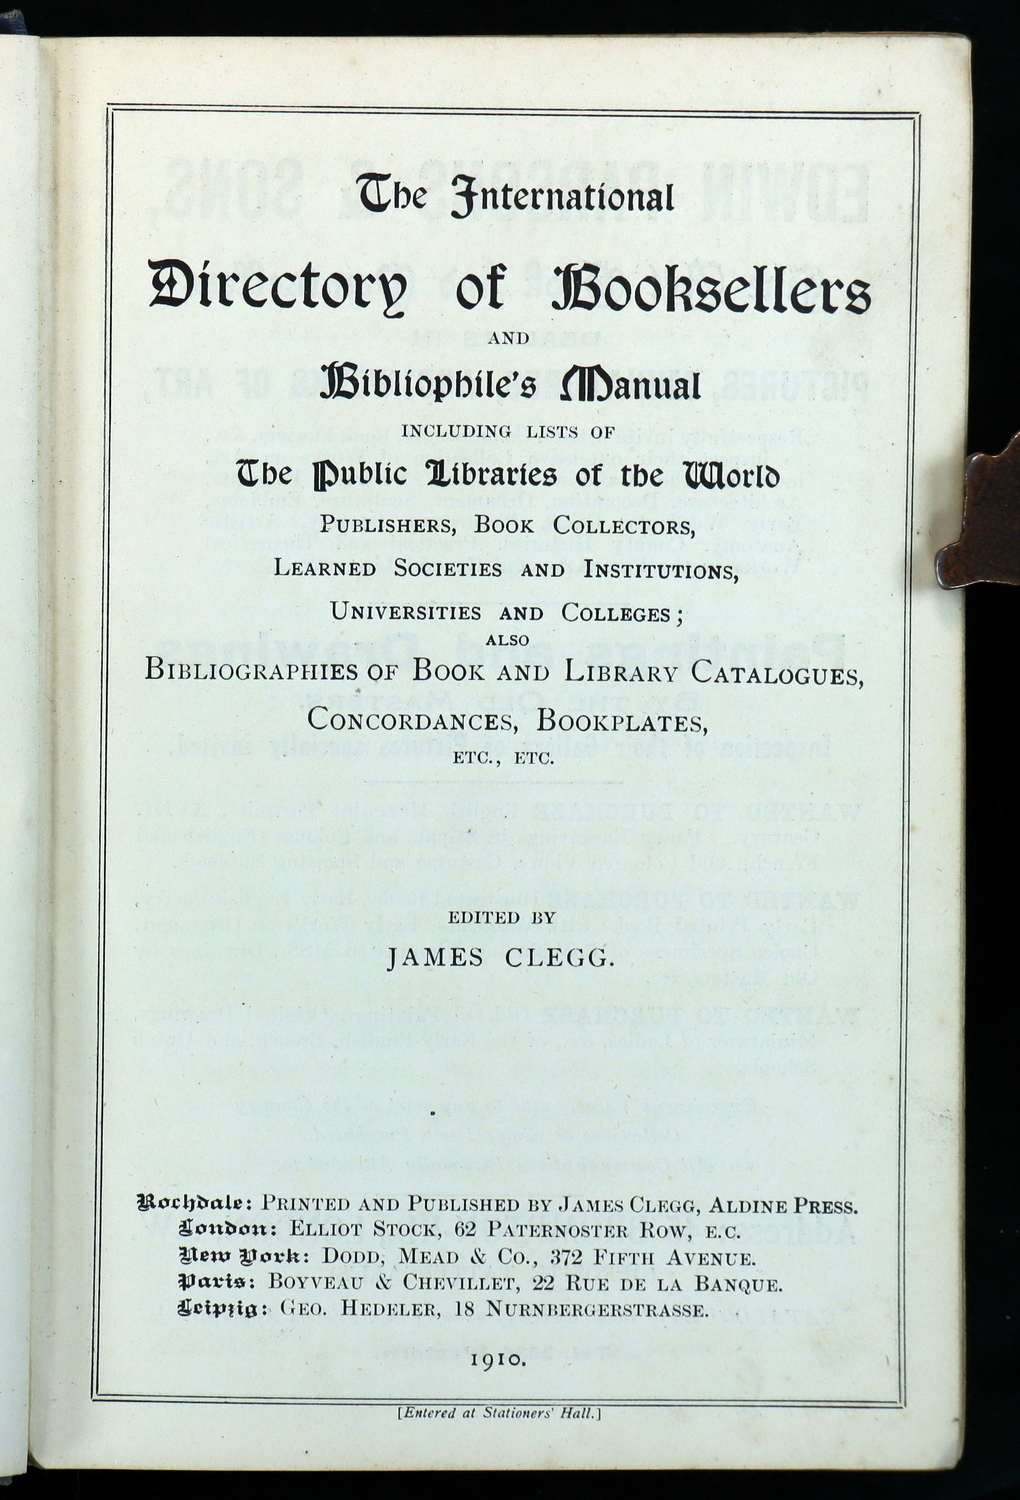 The International
Directory of Booksellers
AND
Bibliophile's Manual
INCLUDING LISTS OF
The Public Libraries of the World
PUBLISHERS, BOOK COLLECTORS,
LEARNED SOCIETIES AND INSTITUTIONS,
UNIVERSITIES AND COLLEGES;
ALSO
BIBLIOGRAPHIES OF BOOK AND LIBRARY CATALOGUES,
CONCORDANCES, BOOKPLATES,
ETC., ETC.
EDITED BY
JAMES CLEGG.
Rochdale: PRINTED AND PUBLISHED BY JAMES CLEGG, ALDINE PRESS.
London: ELLIOT STOCK, 62 PATERNOSTER ROW, E.C.
New York: DODD, MEAD & CO., 372 FIFTH AVENUE.
Paris: BOYVEAU & CHEVILLET, 22 RUE DE LA BANQUE.
Leipzig: GEO. HEDELER, 18 NURNBERGERSTRASSE.
1910.
[Entered at Stationers' Hall.]